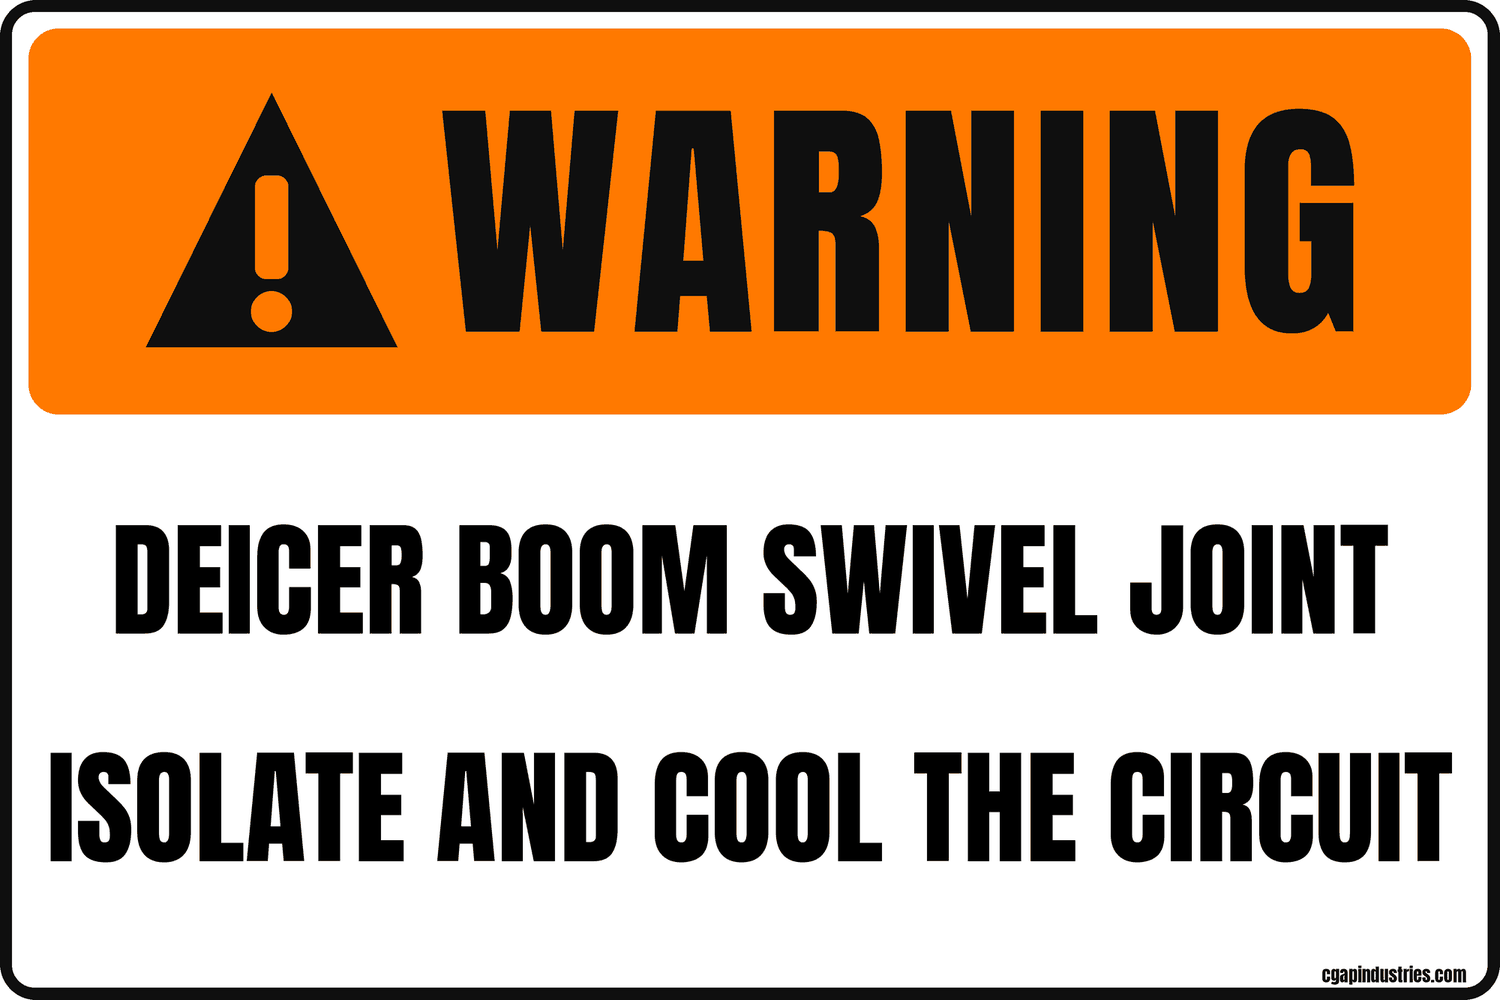 WARNING
DEICER BOOM SWIVEL JOINT
ISOLATE AND COOL THE CIRCUIT
cgapindustries.com